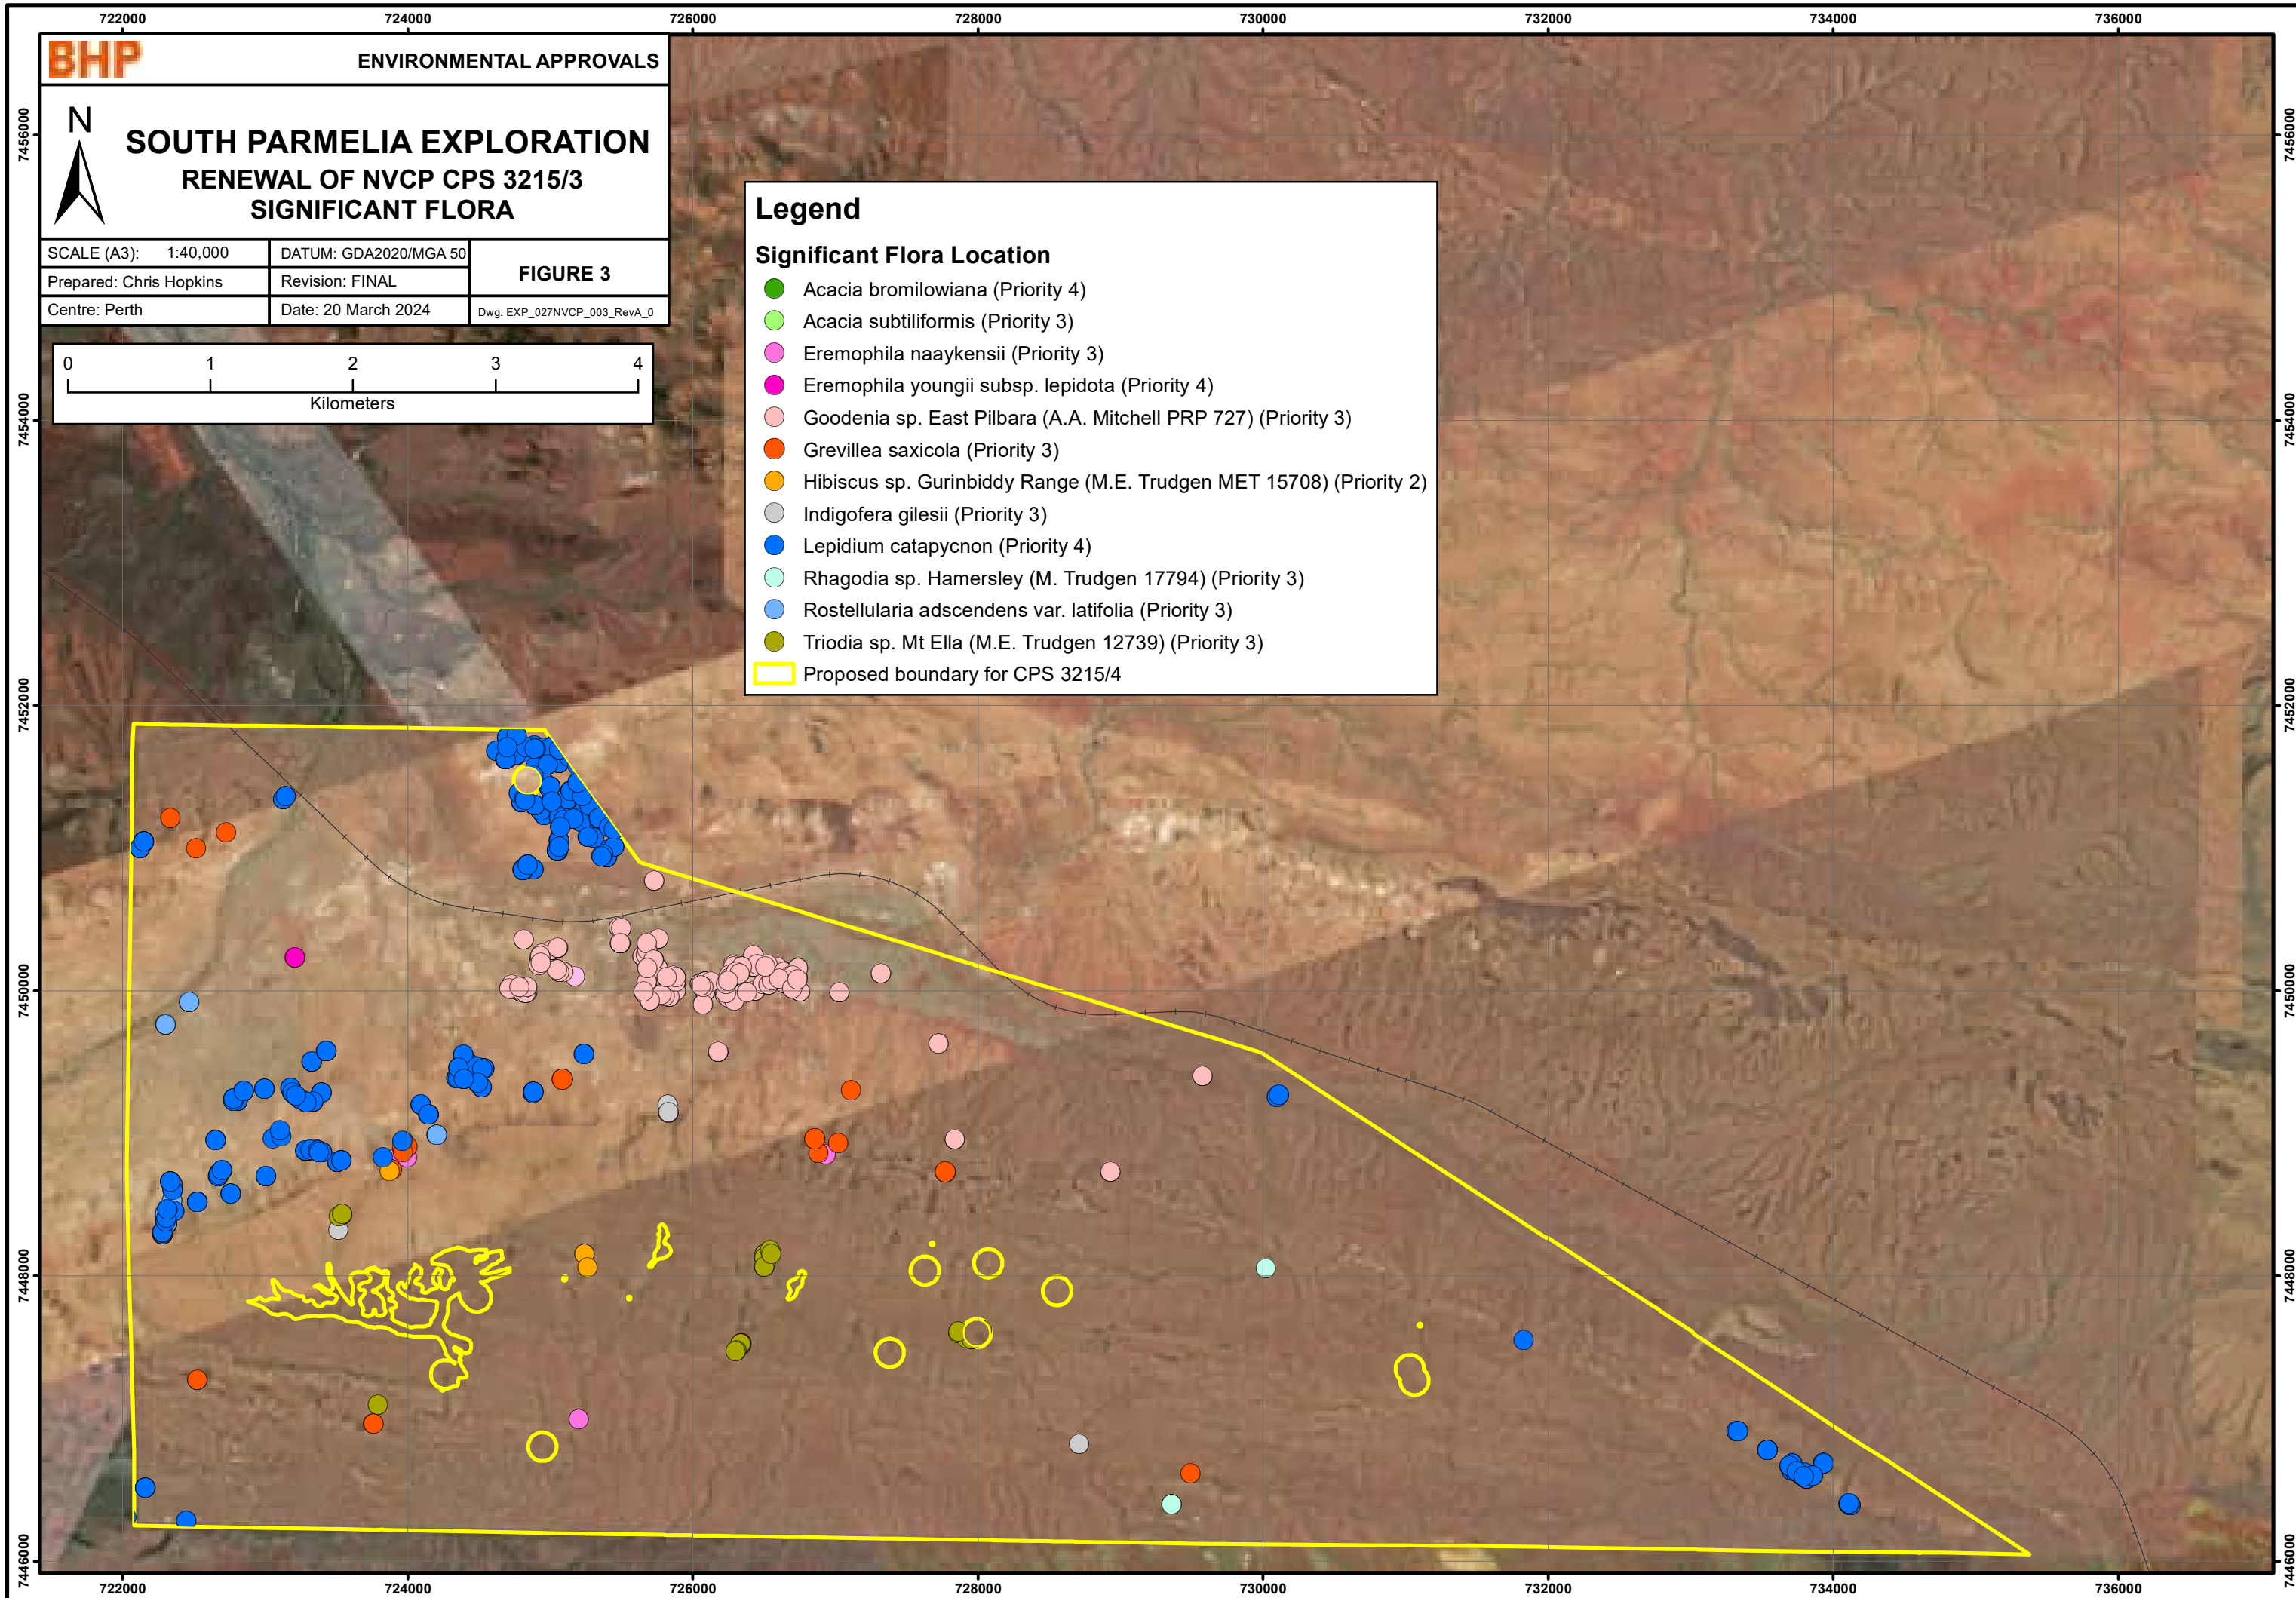 722000 724000 726000 728000 730000 732000 734000 736000
BHP
ENVIRONMENTAL APPROVALS
N
SOUTH PARMELIA EXPLORATION
RENEWAL OF NVCP CPS 3215/3
SIGNIFICANT FLORA
SCALE (A3): 1:40,000
DATUM: GDA2020/MGA 50
Prepared: Chris Hopkins
Revision: FINAL
FIGURE 3
Centre: Perth
Date: 20 March 2024
Dwg: EXP_027NVCP_003_RevA_0
0 1 2 3 4
Kilometers
Legend
Significant Flora Location
Acacia bromilowiana (Priority 4)
Acacia subtiliformis (Priority 3)
Eremophila naaykensii (Priority 3)
Eremophila youngii subsp. lepidota (Priority 4)
Goodenia sp. East Pilbara (A.A. Mitchell PRP 727) (Priority 3)
Grevillea saxicola (Priority 3)
Hibiscus sp. Gurinbiddy Range (M.E. Trudgen MET 15708) (Priority 2)
Indigofera gilesii (Priority 3)
Lepidium catapycnon (Priority 4)
Rhagodia sp. Hamersley (M. Trudgen 17794) (Priority 3)
Rostellularia adscendens var. latifolia (Priority 3)
Triodia sp. Mt Ella (M.E. Trudgen 12739) (Priority 3)
Proposed boundary for CPS 3215/4
7456000
7454000
7452000
7450000
7448000
7446000
7456000
7454000
7452000
7450000
7448000
7446000
722000 724000 726000 728000 730000 732000 734000 736000